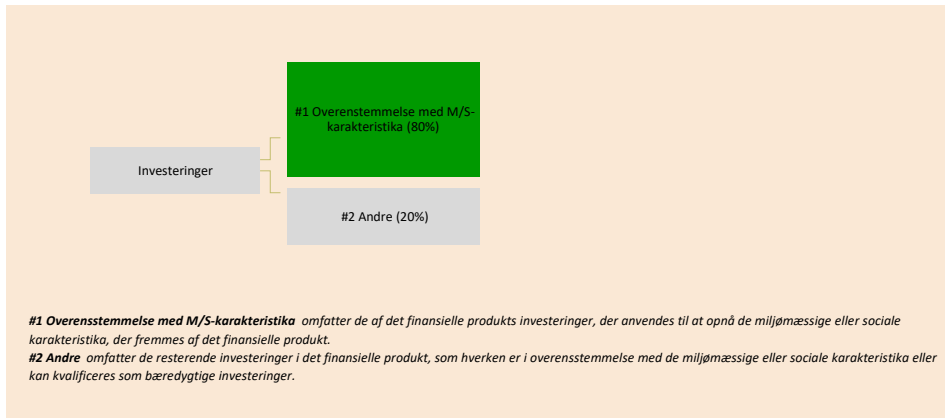 #1 Overenstemmelse med M/S-
karakteristika (80%)
Investeringer
#2 Andre (20%)
#1 Overensstemmelse med M/S-karakteristika omfatter de af det finansielle produkts investeringer, der anvendes til at opnå de miljømæssige eller sociale
karakteristika, der fremmes af det finansielle produkt.
#2 Andre omfatter de resterende investeringer i det finansielle produkt, som hverken er i overensstemmelse med de miljømæssige eller sociale karakteristika eller
kan kvalificeres som bæredygtige investeringer.